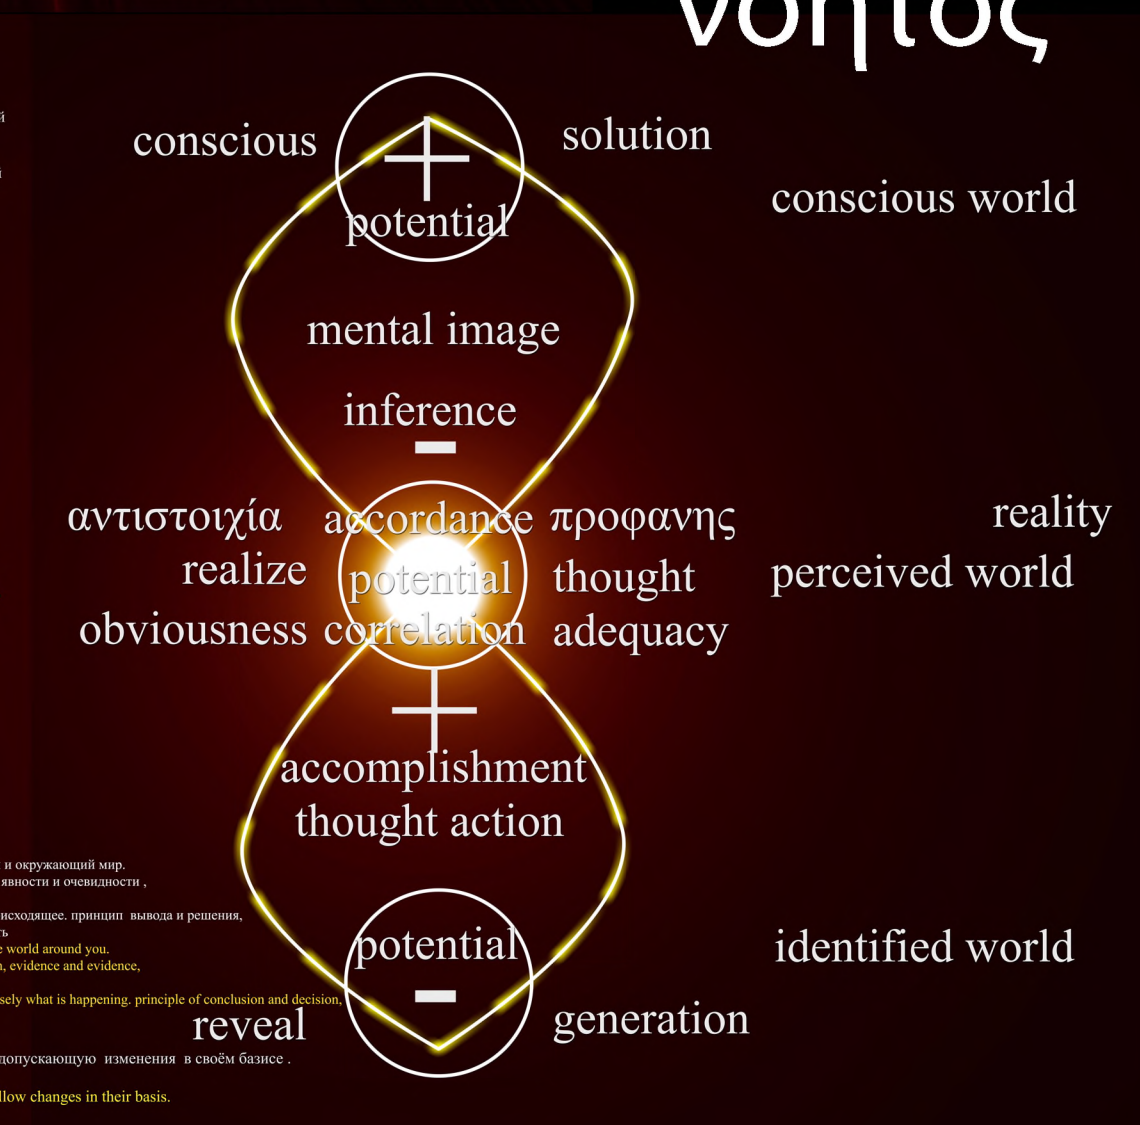 νοητος
conscious
solution
conscious world
potential
mental image
inference
αντιστοιχία accordance προφανης
reality
realize potential thought
perceived world
obviousness correlation adequacy
accomplishment
thought action
и окружающий мир.
явности и очевидности ,
исходящее. принцип вывода и решения,
world around you.
evidence and evidence,
what is happening. principle of conclusion and decision,
potential
identified world
reveal
generation
допускающую изменения в своём базисе .
changes in their basis.